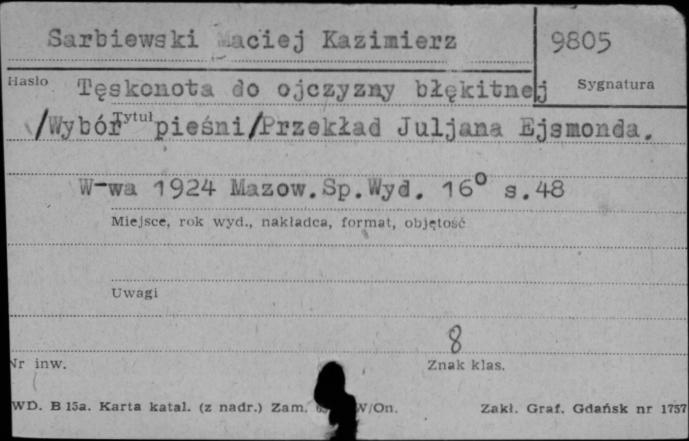 Sarbiewski Maciej Kazimierz
9805
Hasło
Tęskonota do ojczyzny błękitnej
Sygnatura
/Wybór pieśni/Przekład Juljana Ejsmonda.
Tytuł
W-wa 1924 Mazow.Sp.Wyd. 16° s.48
Miejsce, rok wyd., nakładca, format, objętość
Uwagi
8
Nr inw.
Znak klas.
WD. B 15a. Karta katal. (z nadr.) Zam. W/On.
Zakł. Graf. Gdańsk nr 1757